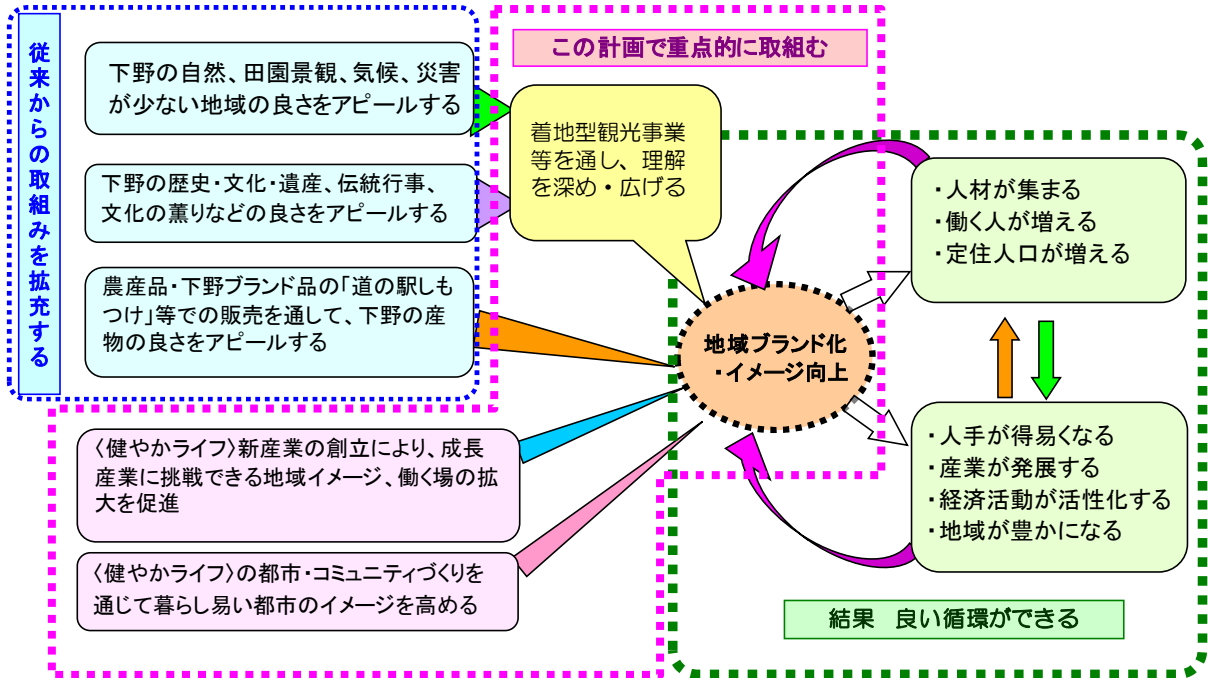 従来からの取組みを拡充する
下野の自然、田園景観、気候、災害
が少ない地域の良さをアピールする
下野の歴史・文化・遺産、伝統行事、
文化の薫りなどの良さをアピールする
農産品・下野ブランド品の「道の駅しも
つけ」等での販売を通して、下野の産
物の良さをアピールする
この計画で重点的に取組む
着地型観光事業
等を通し、理解
を深め・広げる
〈健やかライフ〉新産業の創立により、成長
産業に挑戦できる地域イメージ、働く場の拡
大を促進
〈健やかライフ〉の都市・コミュニティづくりを
通じて暮らし易い都市のイメージを高める
地域ブランド化
・イメージ向上
・人材が集まる
・働く人が増える
・定住人口が増える
・人手が得易くなる
・産業が発展する
・経済活動が活性化する
・地域が豊かになる
結果 良い循環ができる